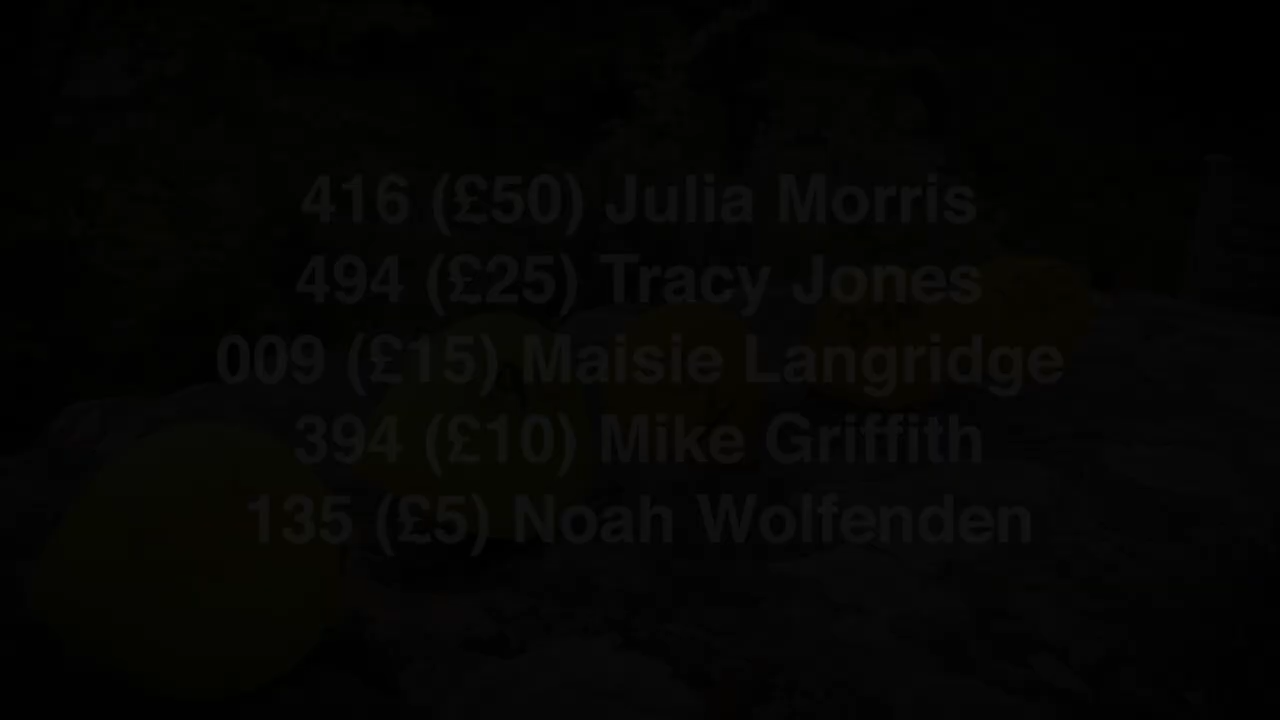 416 (£50) Julia Morris
494 (£25) Tracy Jones
009 (£15) Maisie Langridge
394 (£10) Mike Griffith
135 (£5) Noah Wolfenden